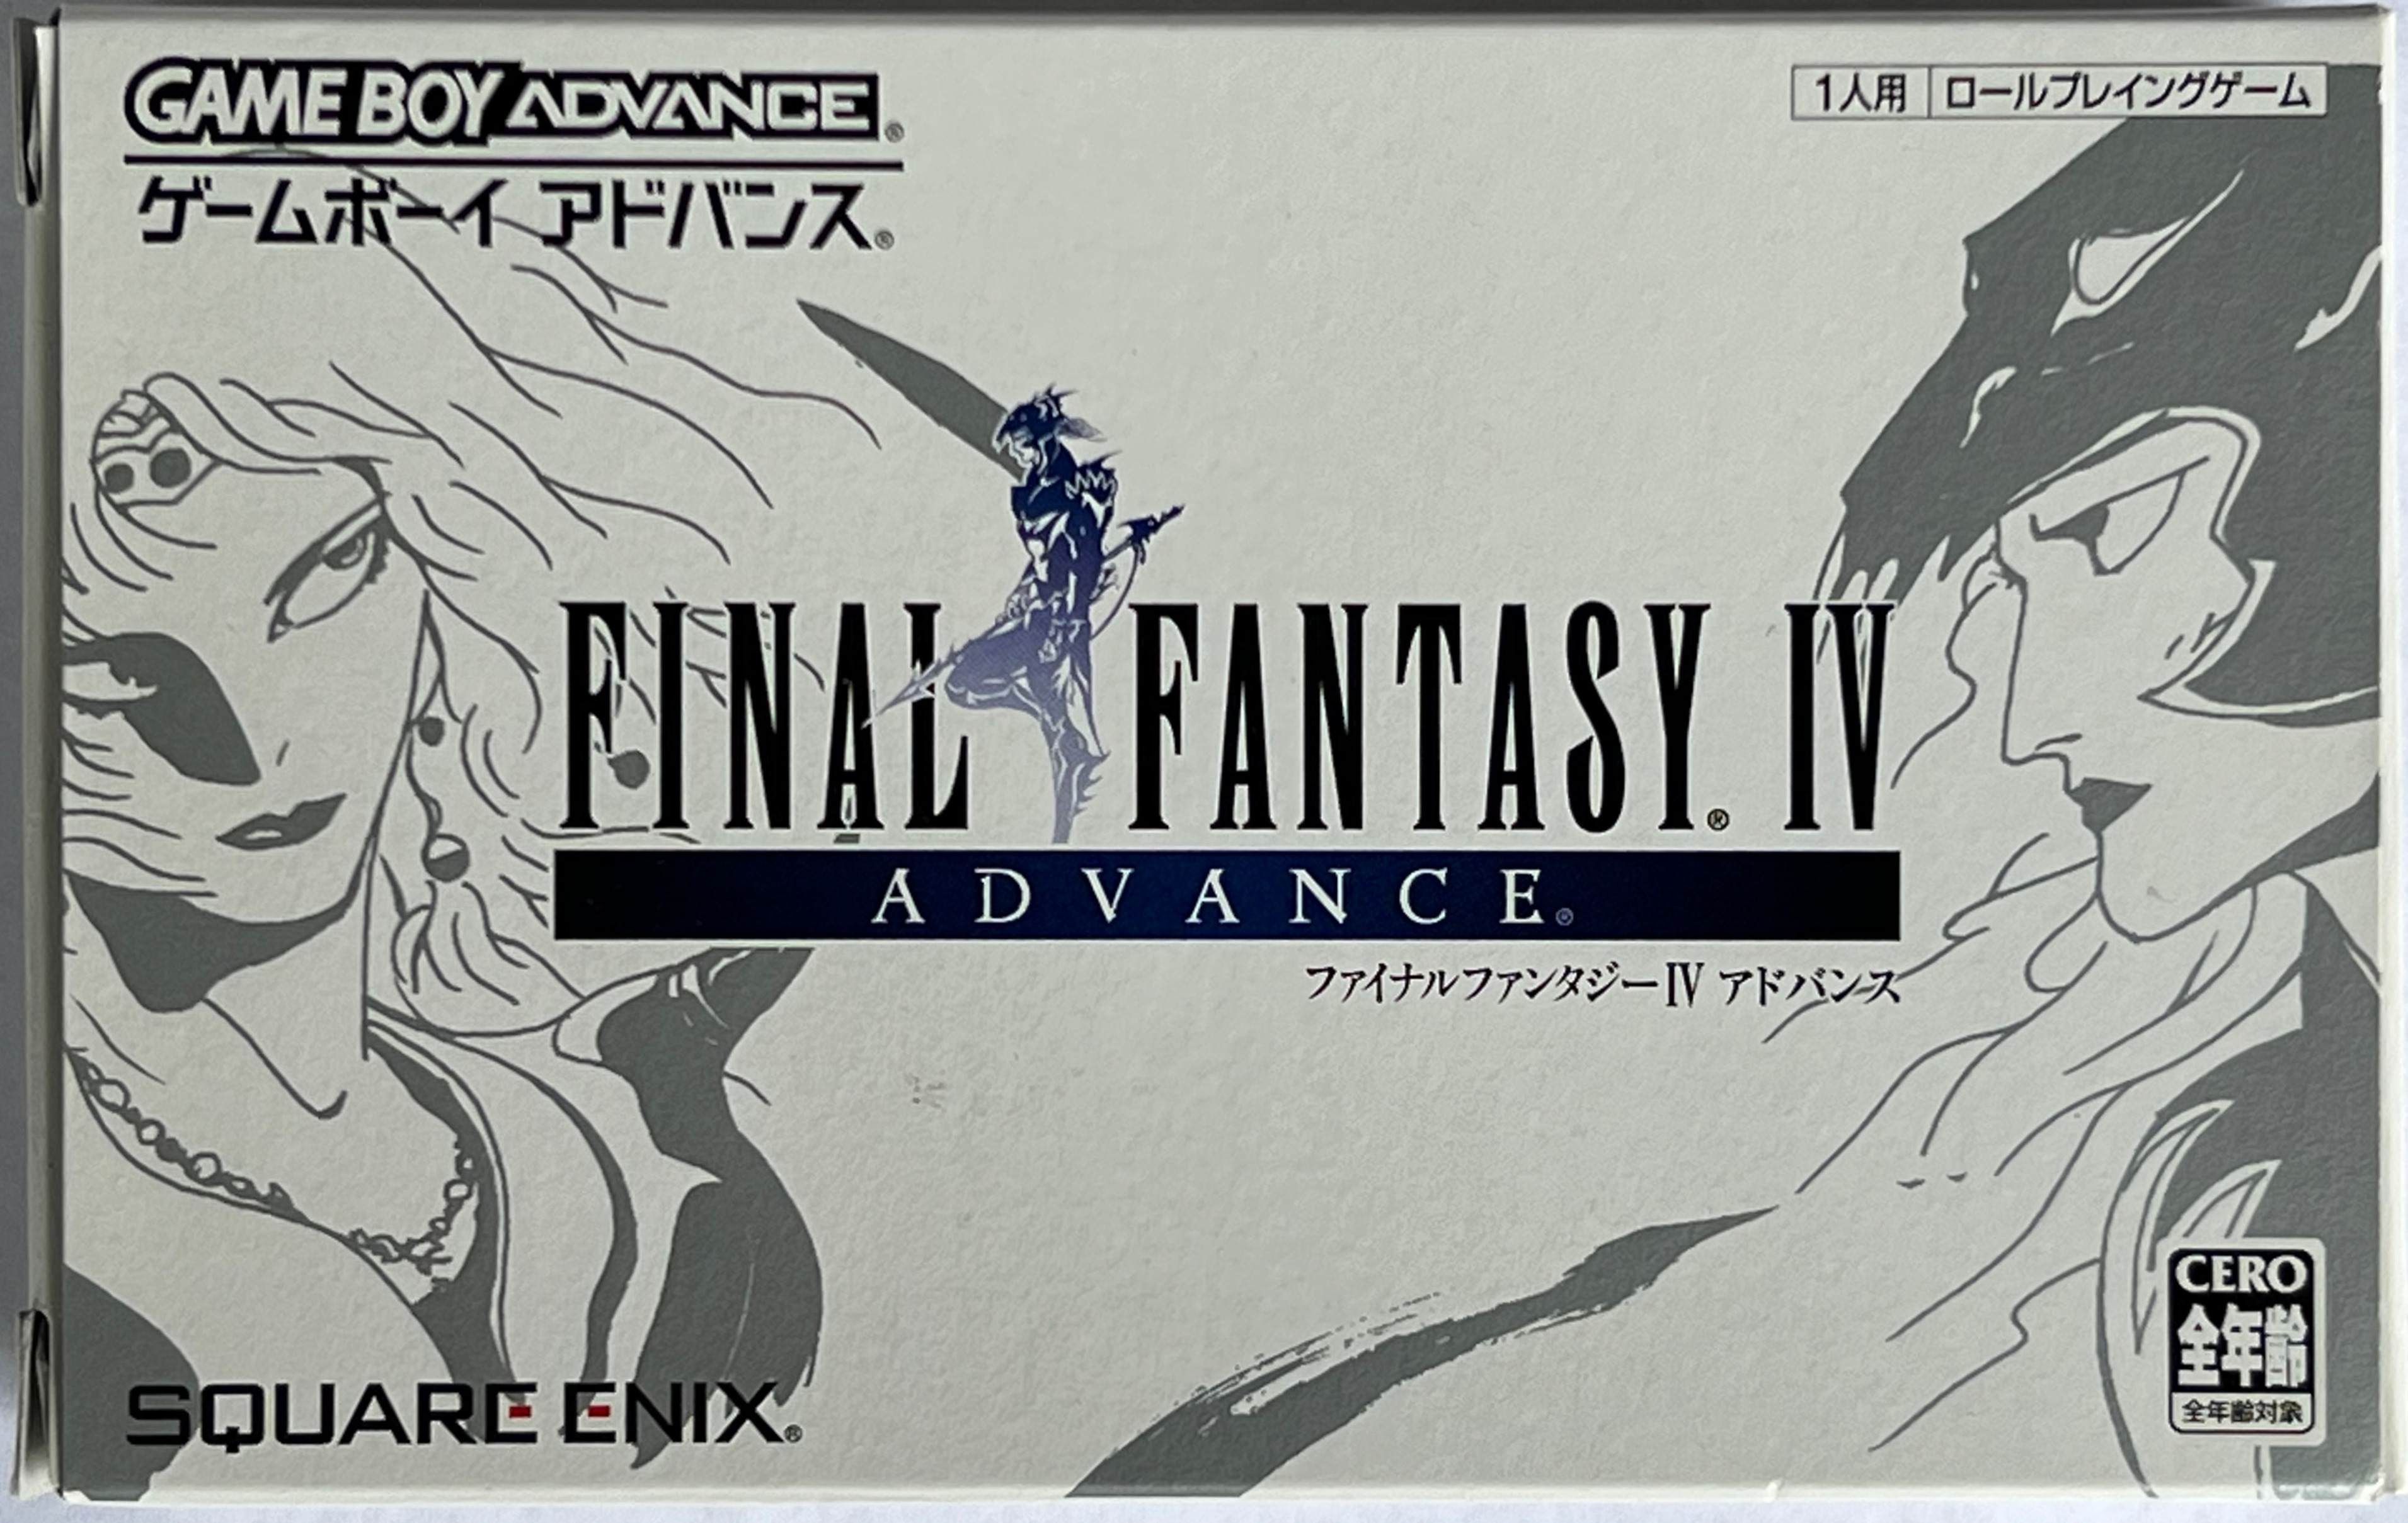 GAME BOY ADVANCE®
ゲームボーイ アドバンス®
1人用 ロールプレイングゲーム
FINAL FANTASY® IV
ADVANCE®
ファイナルファンタジーIV アドバンス
SQUARE ENIX®
CERO
全年齢
全年齢対象